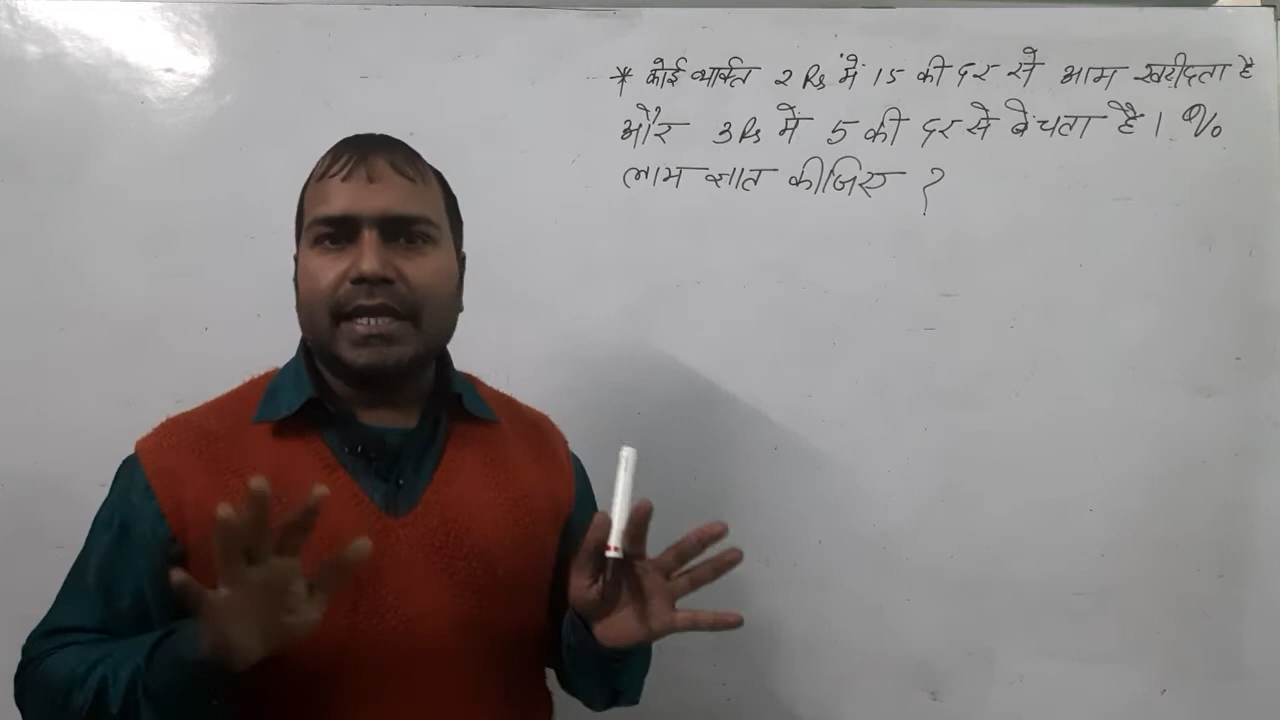 * कोई व्यक्ति 2 Rs में 15 की दर से आम खरीदता है
और 3 Rs में 5 की दर से बेचता है। %
लाभ ज्ञात कीजिए ?